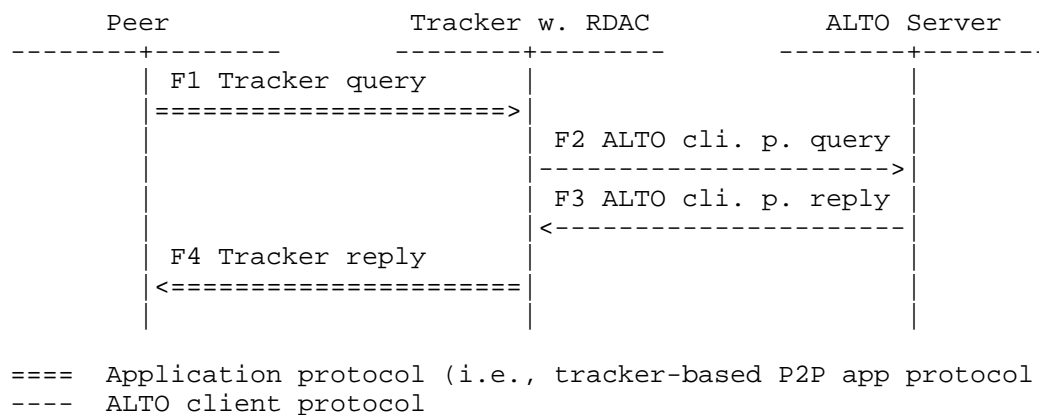 Peer Tracker w. RDAC ALTO Server
--------+-------- --------+-------- --------+--------
F1 Tracker query
======================>
F2 ALTO cli. p. query
---------------------->
F3 ALTO cli. p. reply
<----------------------
F4 Tracker reply
<======================
==== Application protocol (i.e., tracker-based P2P app protocol
---- ALTO client protocol